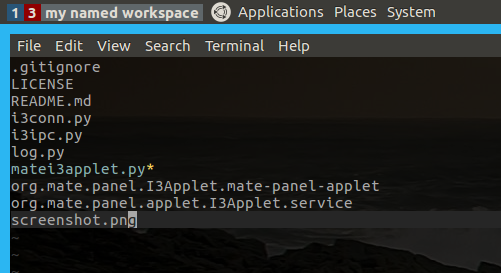 1 3 my named workspace Applications Places System
File Edit View Search Terminal Help
.gitignore
LICENSE
README.md
i3conn.py
i3ipc.py
log.py
matei3applet.py*
org.mate.panel.I3Applet.mate-panel-applet
org.mate.panel.applet.I3Applet.service
screenshot.png
~
~
~